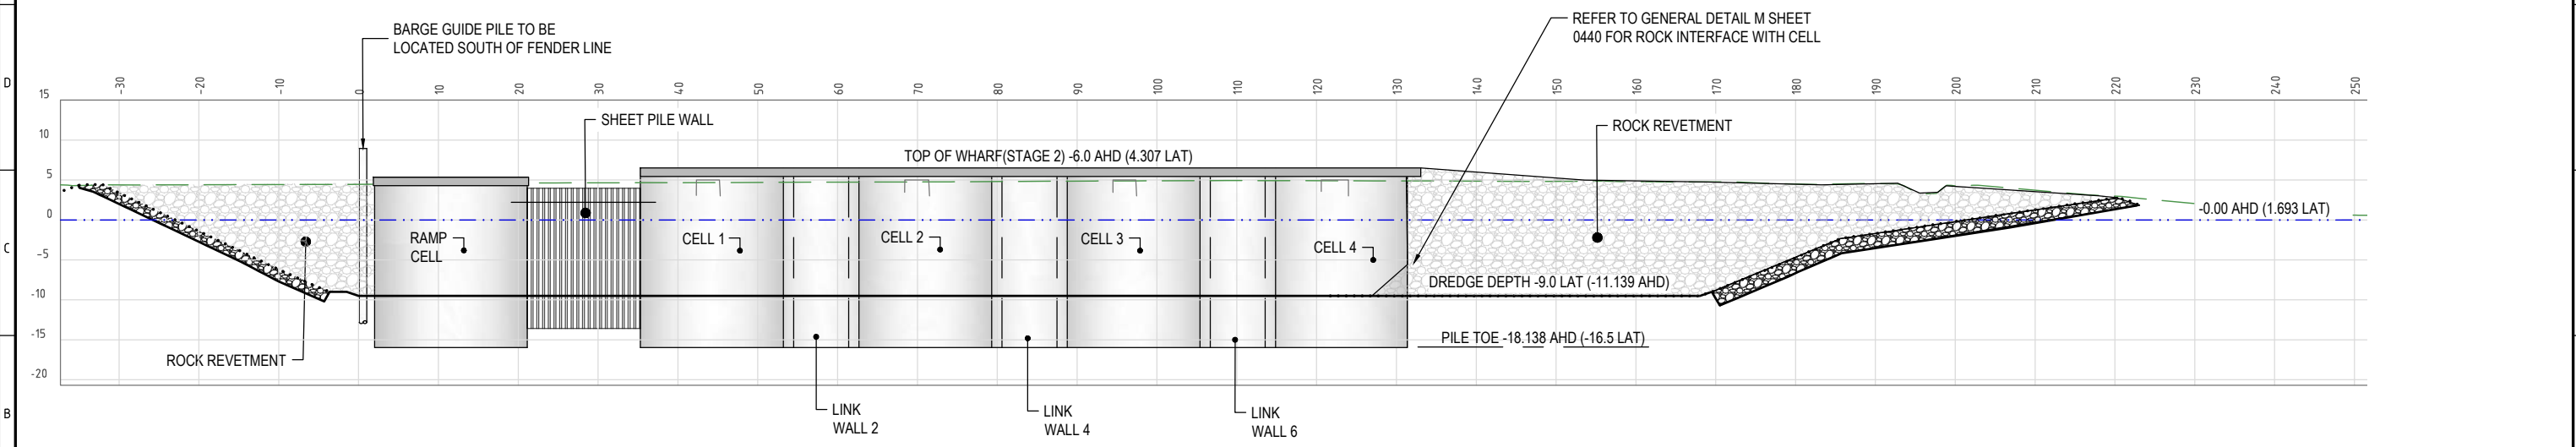 BARGE GUIDE PILE TO BE
LOCATED SOUTH OF FENDER LINE
REFER TO GENERAL DETAIL M SHEET
0440 FOR ROCK INTERFACE WITH CELL
D
-30 -20 -10 0 10 20 30 40 50 60 70 80 90 100 110 120 130 140 150 160 170 180 190 200 210 220 230 240 250
15
10
SHEET PILE WALL
ROCK REVETMENT
TOP OF WHARF(STAGE 2) -6.0 AHD (4.307 LAT)
5
0
-0.00 AHD (1.693 LAT)
C
RAMP
CELL
CELL 1
CELL 2
CELL 3
CELL 4
-5
DREDGE DEPTH -9.0 LAT (-11.139 AHD)
-10
-15
PILE TOE -18.138 AHD (-16.5 LAT)
ROCK REVETMENT
-20
B
LINK
WALL 2
LINK
WALL 4
LINK
WALL 6